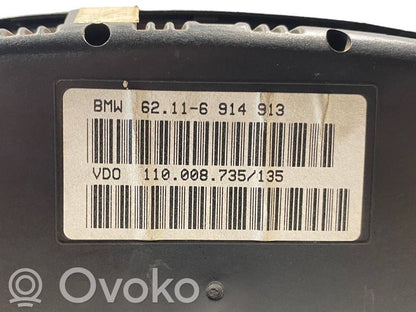 BMW 62.11-6 914 913
VDO 110.008.735/135
Ovoko